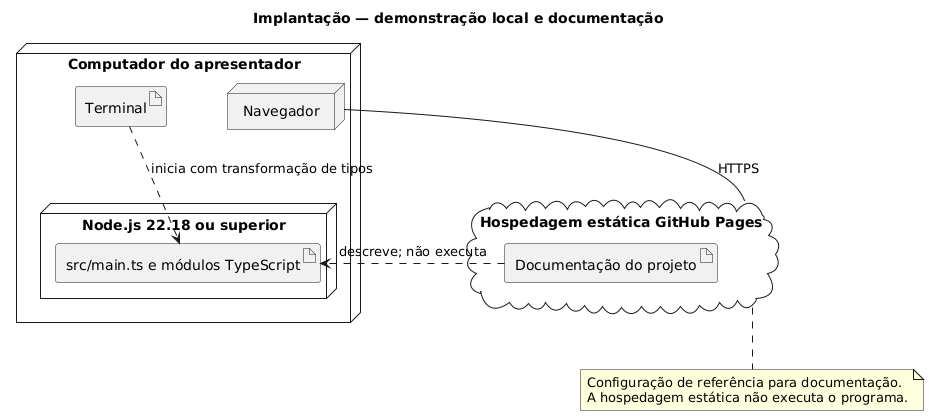 Implantação — demonstração local e documentação
Computador do apresentador
Terminal
Navegador
inicia com transformação de tipos
HTTPS
Node.js 22.18 ou superior
src/main.ts e módulos TypeScript
descreve; não executa
Hospedagem estática GitHub Pages
Documentação do projeto
Configuração de referência para documentação.
A hospedagem estática não executa o programa.